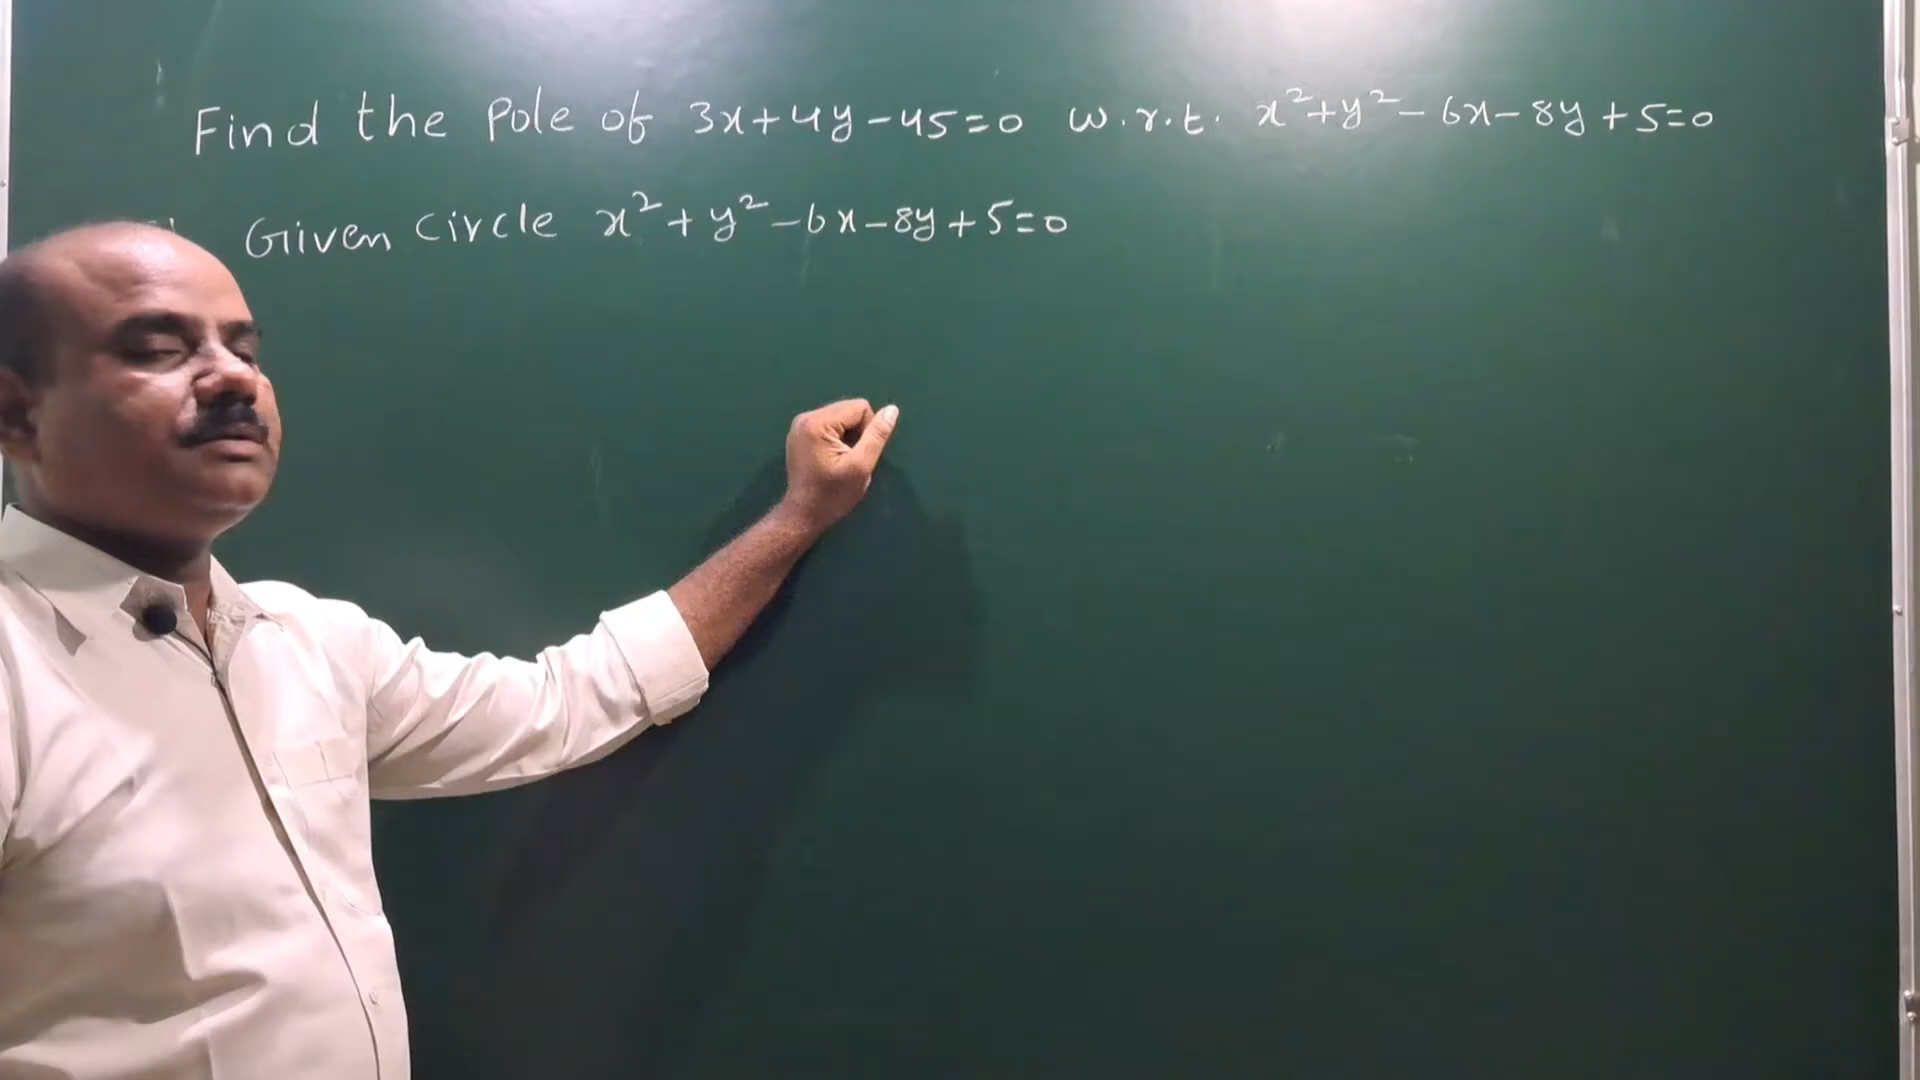 Find the pole of 3x+4y-45=0 w.r.t. x²+y²-6x-8y+5=0
Given circle x²+y²-6x-8y+5=0